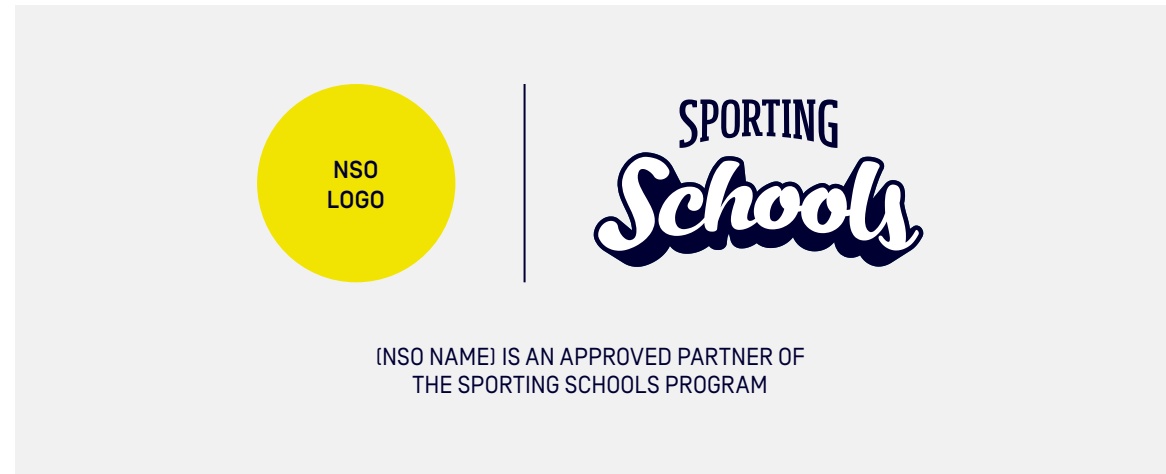 NSO
LOGO
SPORTING
Schools
(NSO NAME) IS AN APPROVED PARTNER OF
THE SPORTING SCHOOLS PROGRAM